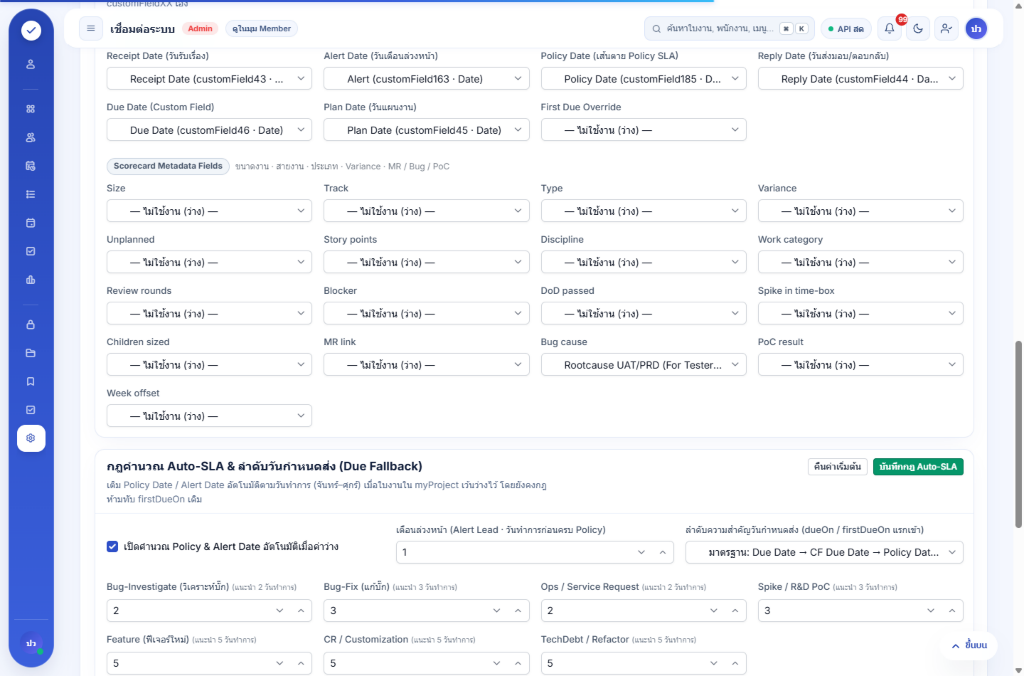 เชื่อมต่อระบบ Admin ดูในมุม Member ค้นหาใบงาน, พนักงาน, เมนู... ⌘ K API สด 99 ปว
Receipt Date (วันรับเรื่อง) Alert Date (วันเตือนล่วงหน้า) Policy Date (เส้นตาย Policy SLA) Reply Date (วันส่งมอบ/ตอบกลับ)
Receipt Date (customField43 · ... Alert (customField163 · Date) Policy Date (customField185 · D... Reply Date (customField44 · Da...
Due Date (Custom Field) Plan Date (วันแผนงาน) First Due Override
Due Date (customField46 · Date) Plan Date (customField45 · Date) — ไม่ใช้งาน (ว่าง) —
Scorecard Metadata Fields ขนาดงาน · สายงาน · ประเภท · Variance · MR / Bug / PoC
Size Track Type Variance
— ไม่ใช้งาน (ว่าง) — — ไม่ใช้งาน (ว่าง) — — ไม่ใช้งาน (ว่าง) — — ไม่ใช้งาน (ว่าง) —
Unplanned Story points Discipline Work category
— ไม่ใช้งาน (ว่าง) — — ไม่ใช้งาน (ว่าง) — — ไม่ใช้งาน (ว่าง) — — ไม่ใช้งาน (ว่าง) —
Review rounds Blocker DoD passed Spike in time-box
— ไม่ใช้งาน (ว่าง) — — ไม่ใช้งาน (ว่าง) — — ไม่ใช้งาน (ว่าง) — — ไม่ใช้งาน (ว่าง) —
Children sized MR link Bug cause PoC result
— ไม่ใช้งาน (ว่าง) — — ไม่ใช้งาน (ว่าง) — Rootcause UAT/PRD (For Tester... — ไม่ใช้งาน (ว่าง) —
Week offset
— ไม่ใช้งาน (ว่าง) —
กฎคำนวณ Auto-SLA & ลำดับวันกำหนดส่ง (Due Fallback) คืนค่าเริ่มต้น บันทึกกฎ Auto-SLA
เติม Policy Date / Alert Date อัตโนมัติตามวันทำการ (จันทร์-ศุกร์) เมื่อใบงานใน myProject เว้นว่างไว้ โดยยังคงกฎ
ห้ามทับ firstDueOn เดิม
เตือนล่วงหน้า (Alert Lead · วันทำการก่อนครบ Policy) ลำดับความสำคัญวันกำหนดส่ง (dueOn / firstDueOn แรกเข้า)
เปิดคำนวณ Policy & Alert Date อัตโนมัติเมื่อค่าว่าง 1 มาตรฐาน: Due Date → CF Due Date → Policy Dat...
Bug-Investigate (วิเคราะห์บั๊ก) (แนะนำ 2 วันทำการ) Bug-Fix (แก้บั๊ก) (แนะนำ 3 วันทำการ) Ops / Service Request (แนะนำ 2 วันทำการ) Spike / R&D PoC (แนะนำ 3 วันทำการ)
2 3 2 3
Feature (ฟีเจอร์ใหม่) (แนะนำ 5 วันทำการ) CR / Customization (แนะนำ 5 วันทำการ) TechDebt / Refactor (แนะนำ 5 วันทำการ)
ปว 5 5 5 ขึ้นบน